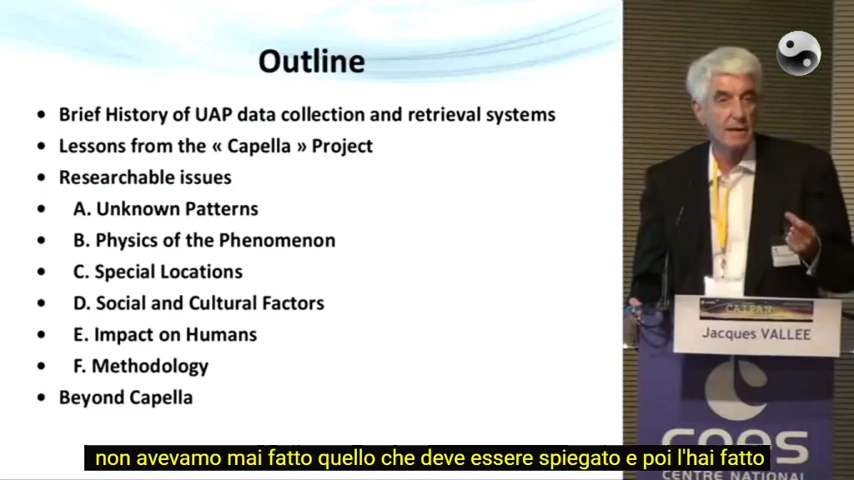 Outline
• Brief History of UAP data collection and retrieval systems
• Lessons from the « Capella » Project
• Researchable issues
• A. Unknown Patterns
• B. Physics of the Phenomenon
• C. Special Locations
• D. Social and Cultural Factors
• E. Impact on Humans
• F. Methodology
• Beyond Capella
CAIPAN
Jacques VALLEE
cnes
CENTRE NATIONAL
non avevamo mai fatto quello che deve essere spiegato e poi l'hai fatto